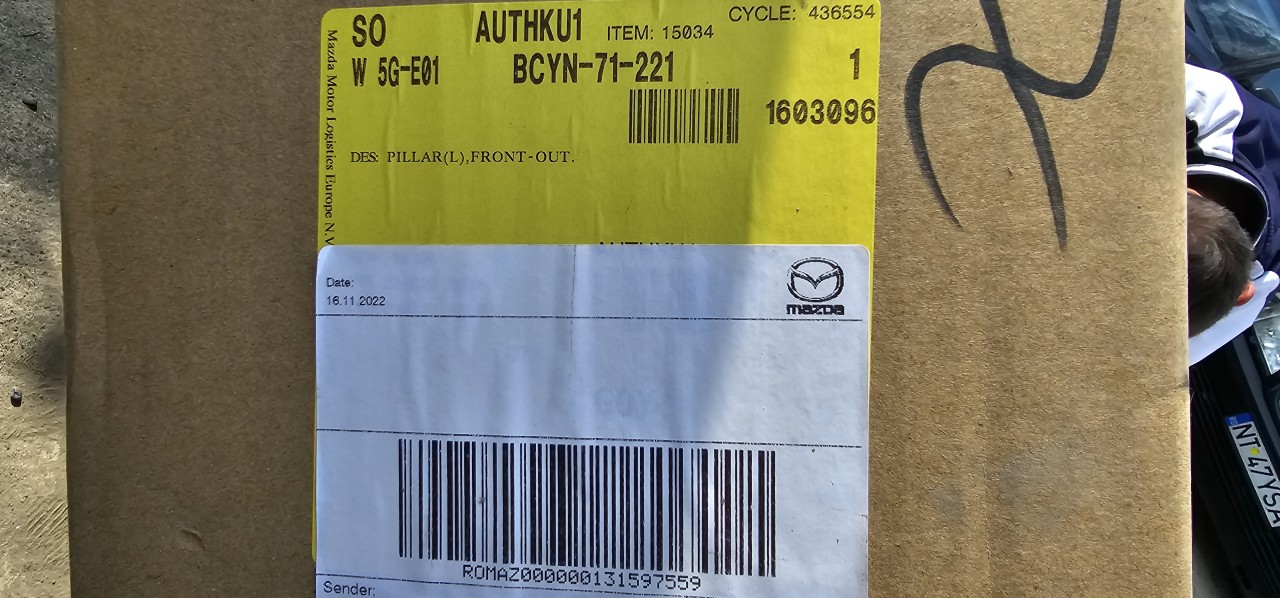 SO AUTHKU1 ITEM: 15034 CYCLE: 436554
W 5G-E01 BCYN-71-221 1
1603096
DES: PILLAR(L),FRONT-OUT.
Mazda Motor Logistics Europe N.V
Date:
16.11 2022
mazda
ROMAZ000000131597559
Sender:
NT 47YSA